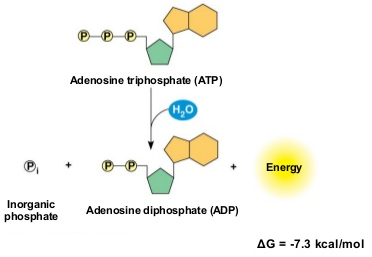 P P P
Adenosine triphosphate (ATP)
H₂O
Pi + P P + Energy
Inorganic
phosphate
Adenosine diphosphate (ADP)
ΔG = -7.3 kcal/mol